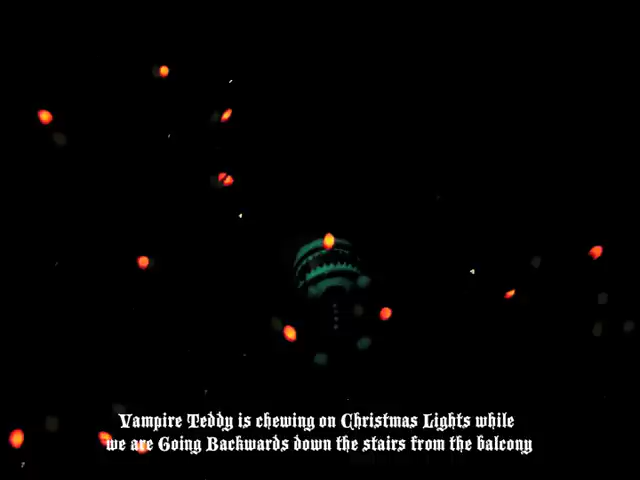 Vampire Teddy is chewing on Christmas Lights while
we are Going Backwards down the stairs from the balcony